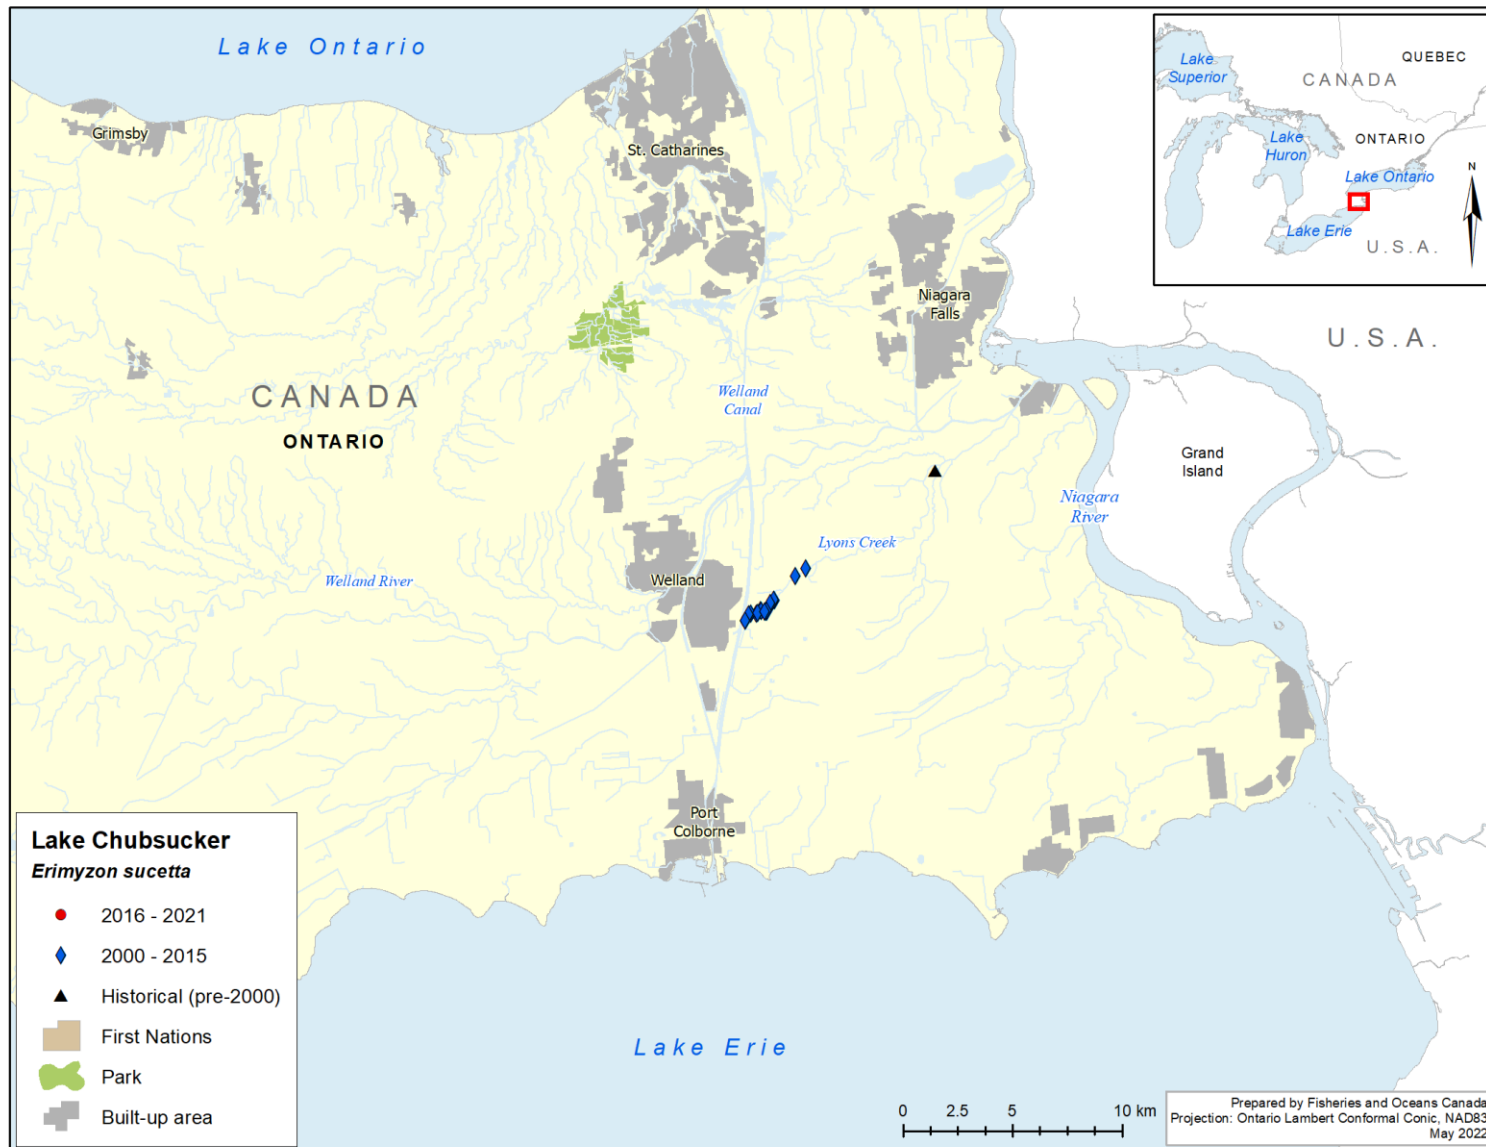 Lake Ontario
Grimsby
St. Catharines
Niagara
Falls
CANADA
ONTARIO
Welland
Canal
U.S.A.
Grand
Island
Niagara
River
Lyons Creek
Welland River
Welland
Port
Colborne
Lake Erie
Lake
Superior
QUEBEC
CANADA
Lake
Huron
ONTARIO
Lake Ontario
Lake Erie
U.S.A.
N
Lake Chubsucker
Erimyzon sucetta
2016 - 2021
2000 - 2015
Historical (pre-2000)
First Nations
Park
Built-up area
0 2.5 5 10 km
Prepared by Fisheries and Oceans Canada
Projection: Ontario Lambert Conformal Conic, NAD83
May 2022